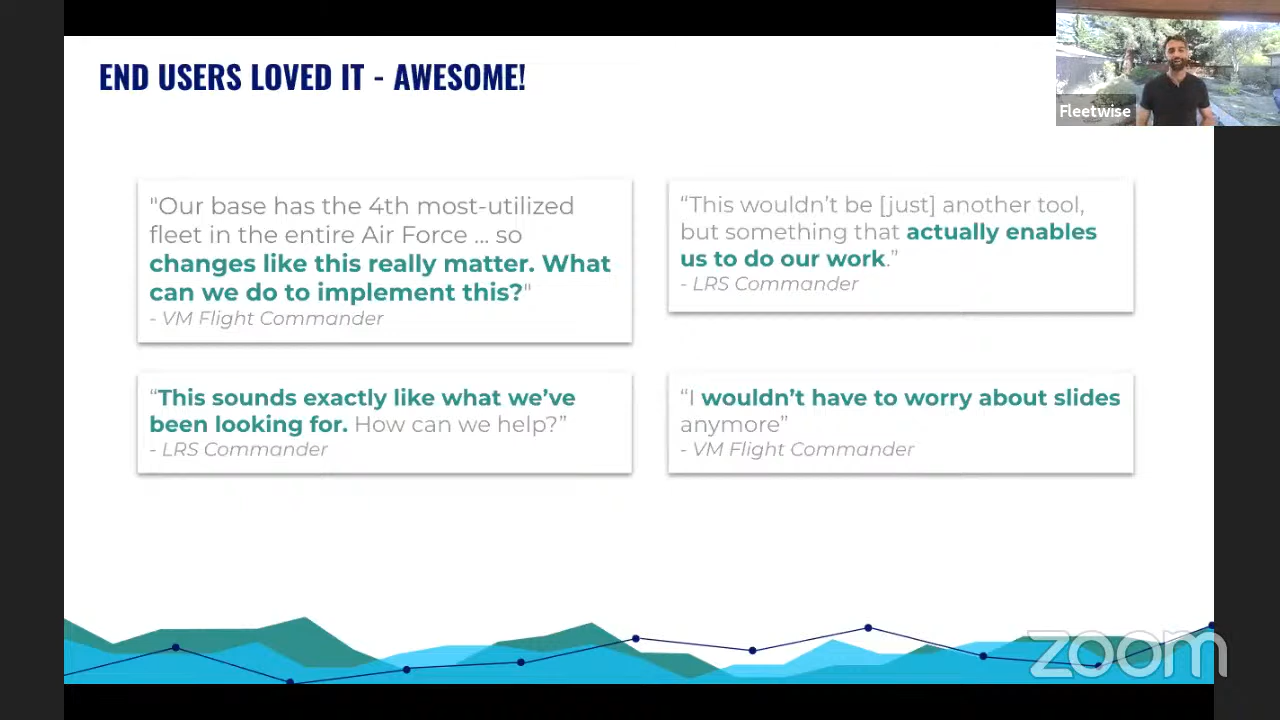 END USERS LOVED IT - AWESOME!
Fleetwise
"Our base has the 4th most-utilized
fleet in the entire Air Force ... so
changes like this really matter. What
can we do to implement this?"
- VM Flight Commander
“This wouldn’t be [just] another tool,
but something that actually enables
us to do our work.”
- LRS Commander
“This sounds exactly like what we’ve
been looking for. How can we help?”
- LRS Commander
“I wouldn’t have to worry about slides
anymore”
- VM Flight Commander
zoom